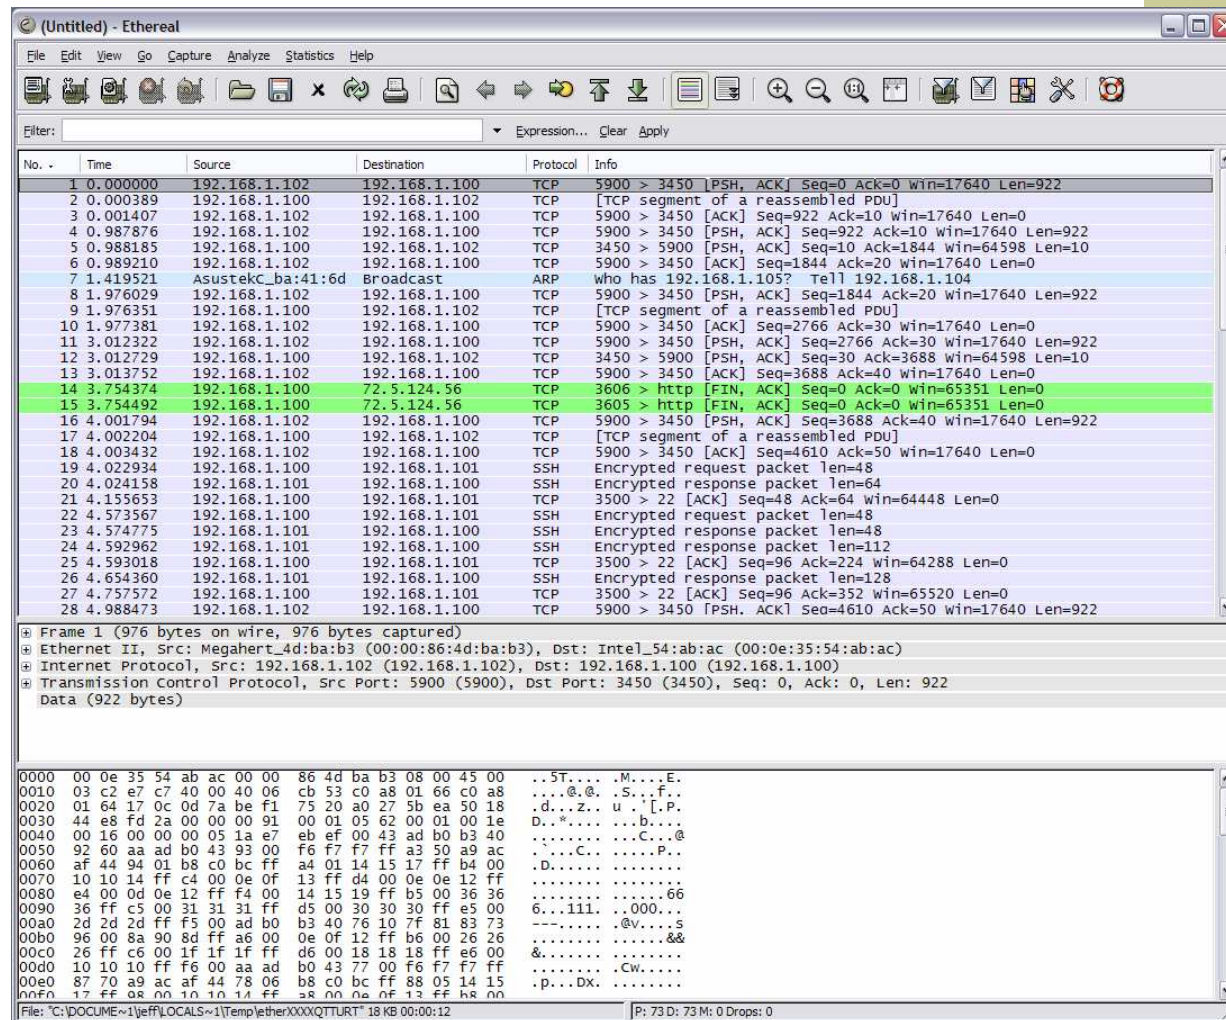 (Untitled) - Ethereal
File Edit View Go Capture Analyze Statistics Help
Filter: Expression... Clear Apply
No. . Time Source Destination Protocol Info
1 0.000000 192.168.1.102 192.168.1.100 TCP 5900 > 3450 [PSH, ACK] Seq=0 Ack=0 Win=17640 Len=922
2 0.000389 192.168.1.100 192.168.1.102 TCP [TCP segment of a reassembled PDU]
3 0.001407 192.168.1.102 192.168.1.100 TCP 5900 > 3450 [ACK] Seq=922 Ack=10 Win=17640 Len=0
4 0.987876 192.168.1.102 192.168.1.100 TCP 5900 > 3450 [PSH, ACK] Seq=922 Ack=10 Win=17640 Len=922
5 0.988185 192.168.1.100 192.168.1.102 TCP 3450 > 5900 [PSH, ACK] Seq=10 Ack=1844 Win=64598 Len=10
6 0.989210 192.168.1.102 192.168.1.100 TCP 5900 > 3450 [ACK] Seq=1844 Ack=20 Win=17640 Len=0
7 1.419521 AsustekC_ba:41:6d Broadcast ARP Who has 192.168.1.105? Tell 192.168.1.104
8 1.976029 192.168.1.102 192.168.1.100 TCP 5900 > 3450 [PSH, ACK] Seq=1844 Ack=20 Win=17640 Len=922
9 1.976351 192.168.1.100 192.168.1.102 TCP [TCP segment of a reassembled PDU]
10 1.977381 192.168.1.102 192.168.1.100 TCP 5900 > 3450 [ACK] Seq=2766 Ack=30 Win=17640 Len=0
11 3.012322 192.168.1.102 192.168.1.100 TCP 5900 > 3450 [PSH, ACK] Seq=2766 Ack=30 Win=17640 Len=922
12 3.012729 192.168.1.100 192.168.1.102 TCP 3450 > 5900 [PSH, ACK] Seq=30 Ack=3688 Win=64598 Len=10
13 3.013752 192.168.1.102 192.168.1.100 TCP 5900 > 3450 [ACK] Seq=3688 Ack=40 Win=17640 Len=0
14 3.754374 192.168.1.100 72.5.124.56 TCP 3606 > http [FIN, ACK] Seq=0 Ack=0 Win=65351 Len=0
15 3.754492 192.168.1.100 72.5.124.56 TCP 3605 > http [FIN, ACK] Seq=0 Ack=0 Win=65351 Len=0
16 4.001794 192.168.1.102 192.168.1.100 TCP 5900 > 3450 [PSH, ACK] Seq=3688 Ack=40 Win=17640 Len=922
17 4.002204 192.168.1.100 192.168.1.102 TCP [TCP segment of a reassembled PDU]
18 4.003432 192.168.1.102 192.168.1.100 TCP 5900 > 3450 [ACK] Seq=4610 Ack=50 Win=17640 Len=0
19 4.022934 192.168.1.100 192.168.1.101 SSH Encrypted request packet len=48
20 4.024158 192.168.1.101 192.168.1.100 SSH Encrypted response packet len=64
21 4.155653 192.168.1.100 192.168.1.101 TCP 3500 > 22 [ACK] Seq=48 Ack=64 Win=64448 Len=0
22 4.573567 192.168.1.100 192.168.1.101 SSH Encrypted request packet len=48
23 4.574775 192.168.1.101 192.168.1.100 SSH Encrypted response packet len=48
24 4.592962 192.168.1.101 192.168.1.100 SSH Encrypted response packet len=112
25 4.593018 192.168.1.100 192.168.1.101 TCP 3500 > 22 [ACK] Seq=96 Ack=224 Win=64288 Len=0
26 4.654360 192.168.1.101 192.168.1.100 SSH Encrypted response packet len=128
27 4.757572 192.168.1.100 192.168.1.101 TCP 3500 > 22 [ACK] Seq=96 Ack=352 Win=65520 Len=0
28 4.988473 192.168.1.102 192.168.1.100 TCP 5900 > 3450 [PSH, ACK] Seq=4610 Ack=50 Win=17640 Len=922
Frame 1 (976 bytes on wire, 976 bytes captured)
Ethernet II, Src: Megahert_4d:ba:b3 (00:00:86:4d:ba:b3), Dst: Intel_54:ab:ac (00:0e:35:54:ab:ac)
Internet Protocol, Src: 192.168.1.102 (192.168.1.102), Dst: 192.168.1.100 (192.168.1.100)
Transmission Control Protocol, Src Port: 5900 (5900), Dst Port: 3450 (3450), Seq: 0, Ack: 0, Len: 922
Data (922 bytes)
0000 00 0e 35 54 ab ac 00 00 86 4d ba b3 08 00 45 00 ..5T.... .M....E.
0010 03 c2 e7 c7 40 00 40 06 cb 53 c0 a8 01 66 c0 a8 ....@.@. .S...f..
0020 01 64 17 0c 0d 7a be f1 75 20 a0 27 5b ea 50 18 .d...z.. u .'[.P.
0030 44 e8 fd 2a 00 00 00 91 00 01 05 62 00 01 00 1e D..*.... ...b....
0040 00 16 00 00 00 05 1a e7 eb ef 00 43 ad b0 b3 40 ........ ...C...@
0050 92 60 aa ad b0 43 93 00 f6 f7 f7 ff a3 50 a9 ac .`...C.. .....P..
0060 af 44 94 01 b8 c0 bc ff a4 01 14 15 17 ff b4 00 .D...... ........
0070 10 10 14 ff c4 00 0e 0f 13 ff d4 00 0e 0e 12 ff ........ ........
0080 e4 00 0d 0e 12 ff f4 00 14 15 19 ff b5 00 36 36 ........ ......66
0090 36 ff c5 00 31 31 31 ff d5 00 30 30 30 ff e5 00 6...111. ..000...
00a0 2d 2d 2d ff f5 00 ad b0 b3 40 76 10 7f 81 83 73 ---..... .@v....s
00b0 96 00 8a 90 8d ff a6 00 0e 0f 12 ff b6 00 26 26 ........ ......&&
00c0 26 ff c6 00 1f 1f 1f ff d6 00 18 18 18 ff e6 00 &....... ........
00d0 10 10 10 ff f6 00 aa ad b0 43 77 00 f6 f7 f7 ff ........ .Cw.....
00e0 87 70 a9 ac af 44 78 06 b8 c0 bc ff 88 05 14 15 .p...Dx. ........
00f0 17 ff 98 00 10 10 14 ff a8 00 0e 0f 13 ff b8 00
File: "C:\DOCUME~1\jeff\LOCALS~1\Temp\etherXXXXQTTURT" 18 KB 00:00:12 P: 73 D: 73 M: 0 Drops: 0